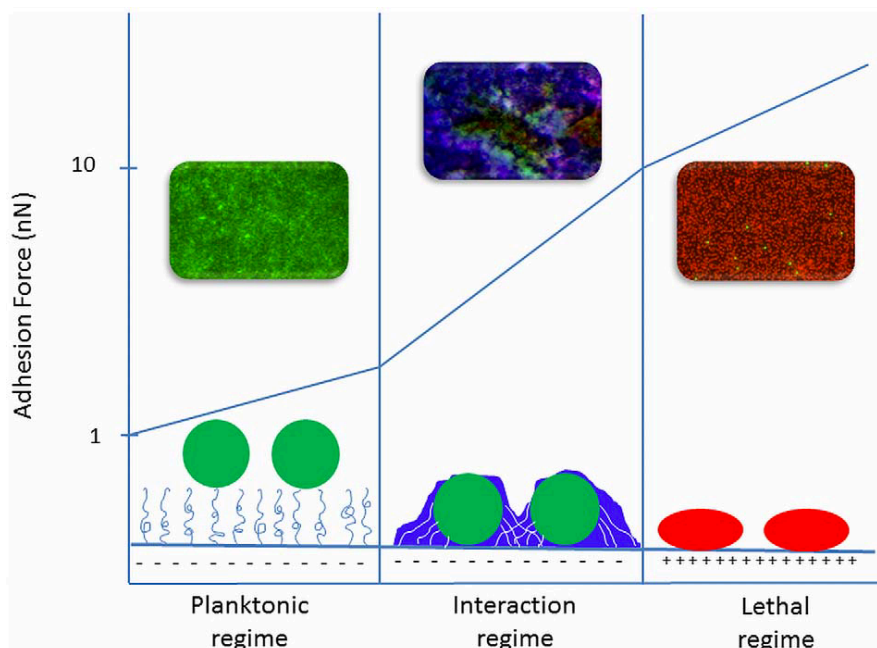 Adhesion Force (nN)
10
1
- - - - - - - - - - - - -
- - - - - - - - - - - - -
+++++++++++++++
Planktonic
regime
Interaction
regime
Lethal
regime